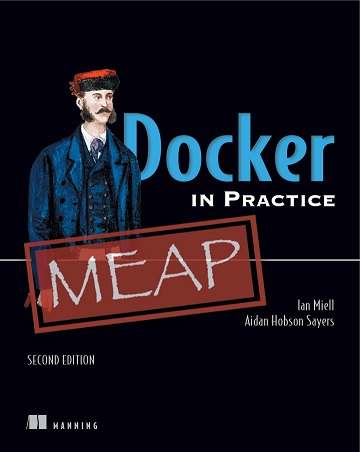 Docker
IN PRACTICE
MEAP
Ian Miell
Aidan Hobson Sayers
SECOND EDITION
MANNING